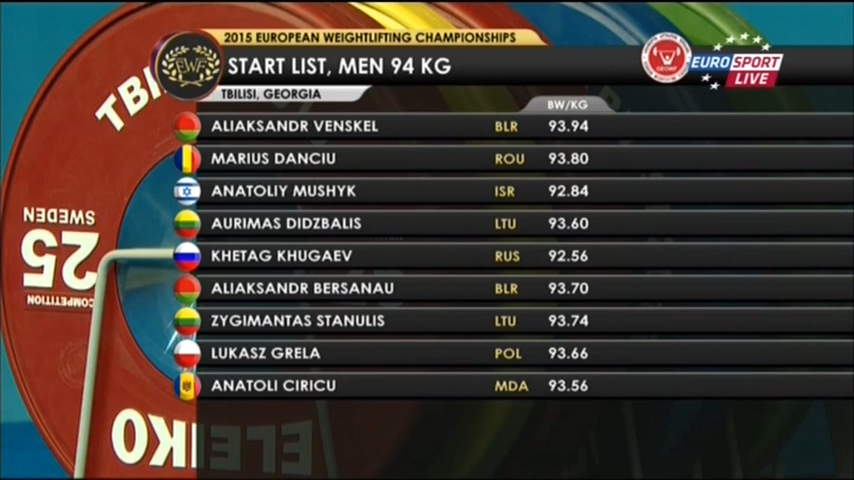 2015 EUROPEAN WEIGHTLIFTING CHAMPIONSHIPS
EWF
START LIST, MEN 94 KG
EUROSPORT
LIVE
TBILISI, GEORGIA
BW/KG
ALIAKSANDR VENSKEL BLR 93.94
MARIUS DANCIU ROU 93.80
ANATOLIY MUSHYK ISR 92.84
AURIMAS DIDZBALIS LTU 93.60
KHETAG KHUGAEV RUS 92.56
ALIAKSANDR BERSANAU BLR 93.70
ZYGIMANTAS STANULIS LTU 93.74
LUKASZ GRELA POL 93.66
ANATOLI CIRICU MDA 93.56
TBI
SWEDEN
25
COMPETITION
ELEIKO